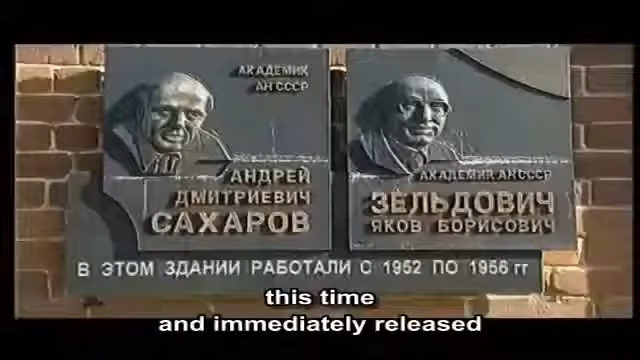 АКАДЕМИК
АН СССР
АНДРЕЙ
ДМИТРИЕВИЧ
САХАРОВ
АКАДЕМИК АН СССР
ЗЕЛЬДОВИЧ
ЯКОВ БОРИСОВИЧ
В ЭТОМ ЗДАНИИ РАБОТАЛИ С 1952 ПО 1956 гг
this time
and immediately released